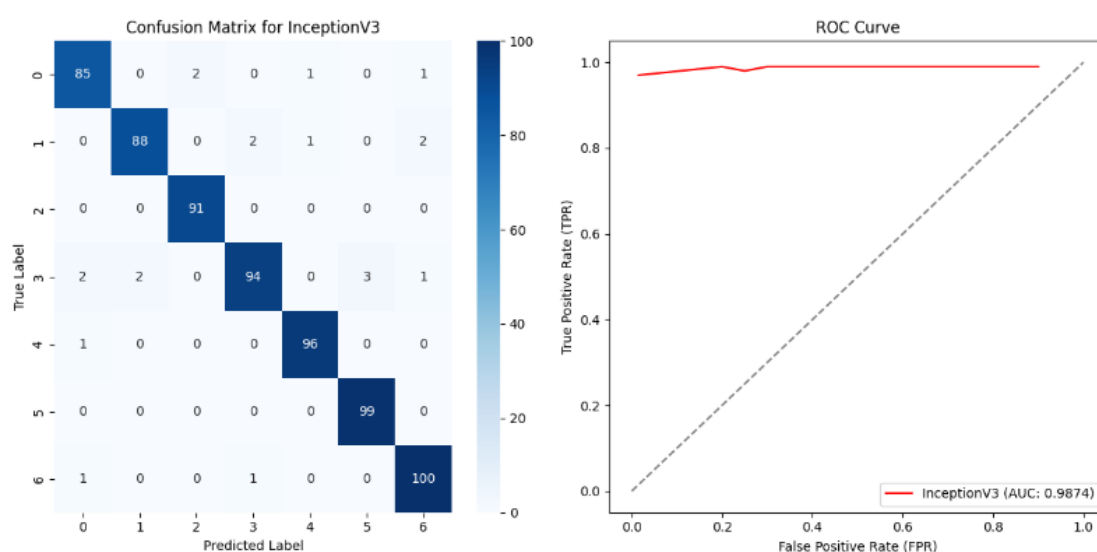 Confusion Matrix for InceptionV3
0 85 0 2 0 1 0 1
1 0 88 0 2 1 0 2
2 0 0 91 0 0 0 0
3 2 2 0 94 0 3 1
4 1 0 0 0 96 0 0
5 0 0 0 0 0 99 0
6 1 0 0 1 0 0 100
0 1 2 3 4 5 6
Predicted Label
True Label
100
80
60
40
20
0
ROC Curve
1.0
0.8
0.6
0.4
0.2
0.0
True Positive Rate (TPR)
InceptionV3 (AUC: 0.9874)
0.0 0.2 0.4 0.6 0.8 1.0
False Positive Rate (FPR)